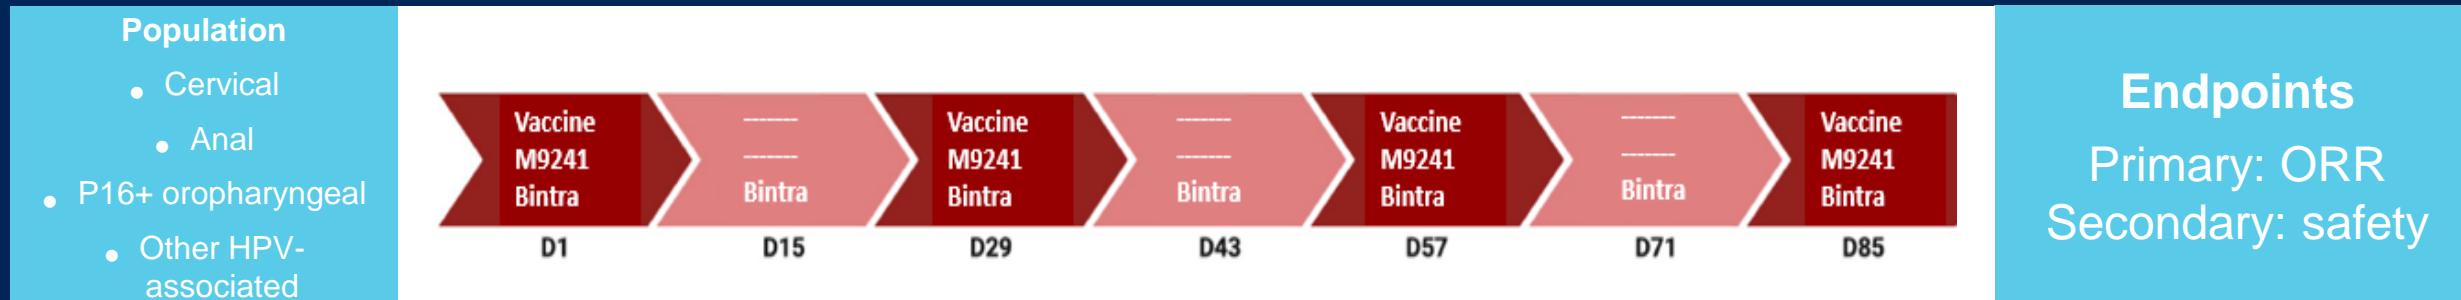 Population
• Cervical
• Anal
• P16+ oropharyngeal
• Other HPV-
associated
Vaccine
M9241
Bintra
D1
-------
-------
Bintra
D15
Vaccine
M9241
Bintra
D29
-------
-------
Bintra
D43
Vaccine
M9241
Bintra
D57
-------
-------
Bintra
D71
Vaccine
M9241
Bintra
D85
Endpoints
Primary: ORR
Secondary: safety